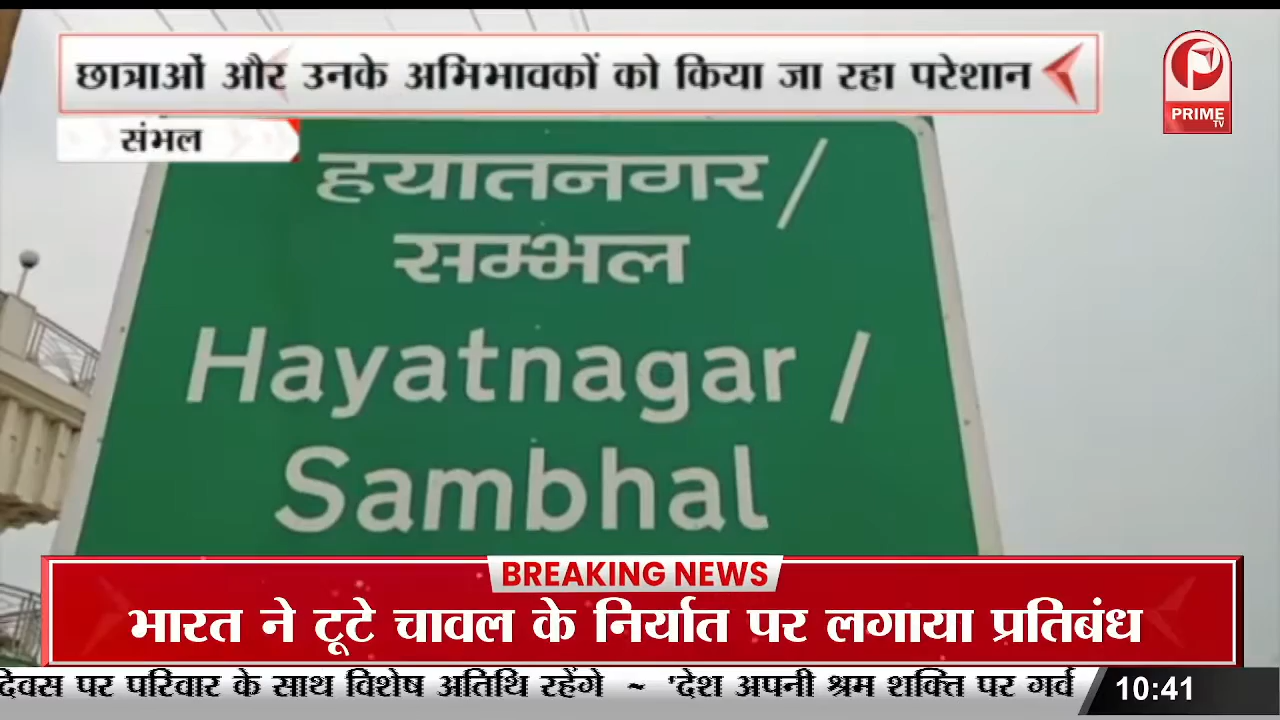 छात्राओं और उनके अभिभावकों को किया जा रहा परेशान
PRIME
TV
संभल
हयातनगर /
सम्भल
Hayatnagar /
Sambhal
BREAKING NEWS
भारत ने टूटे चावल के निर्यात पर लगाया प्रतिबंध
दिवस पर परिवार के साथ विशेष अतिथि रहेंगे ~ 'देश अपनी श्रम शक्ति पर गर्व
10:41